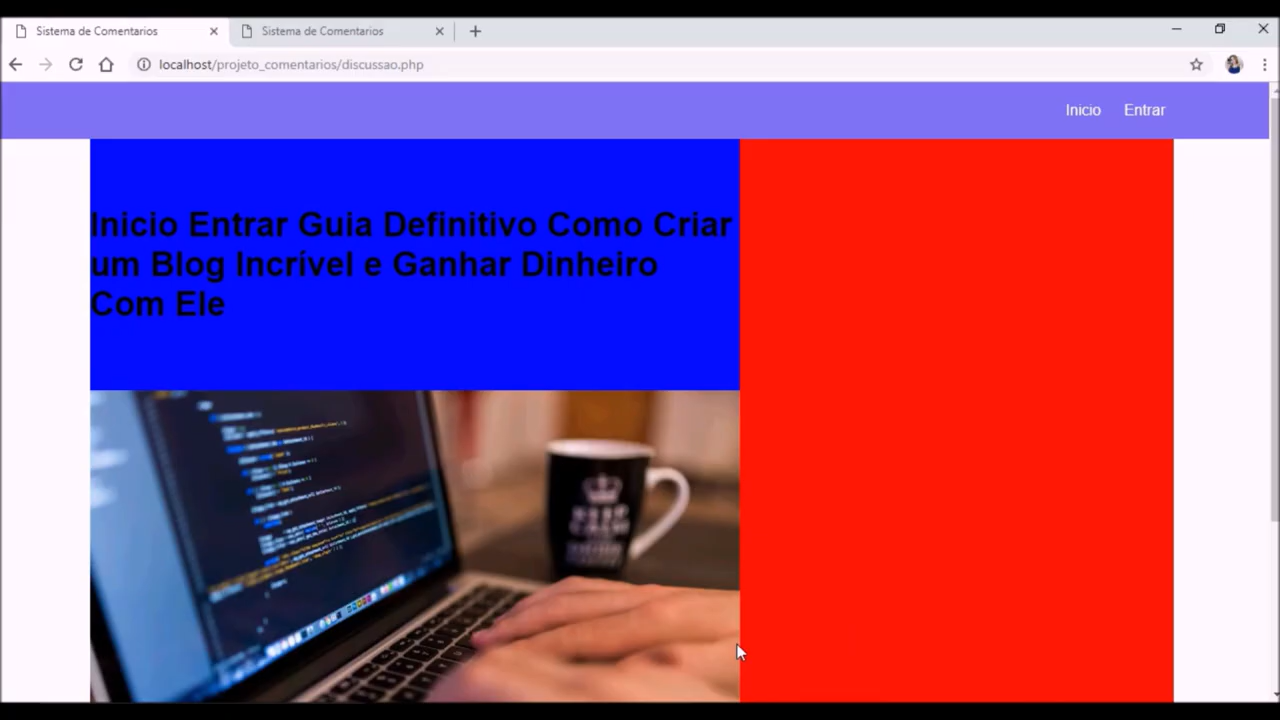 Sistema de Comentarios
Sistema de Comentarios
localhost/projeto_comentarios/discussao.php
Inicio Entrar
Inicio Entrar Guia Definitivo Como Criar
um Blog Incrível e Ganhar Dinheiro
Com Ele